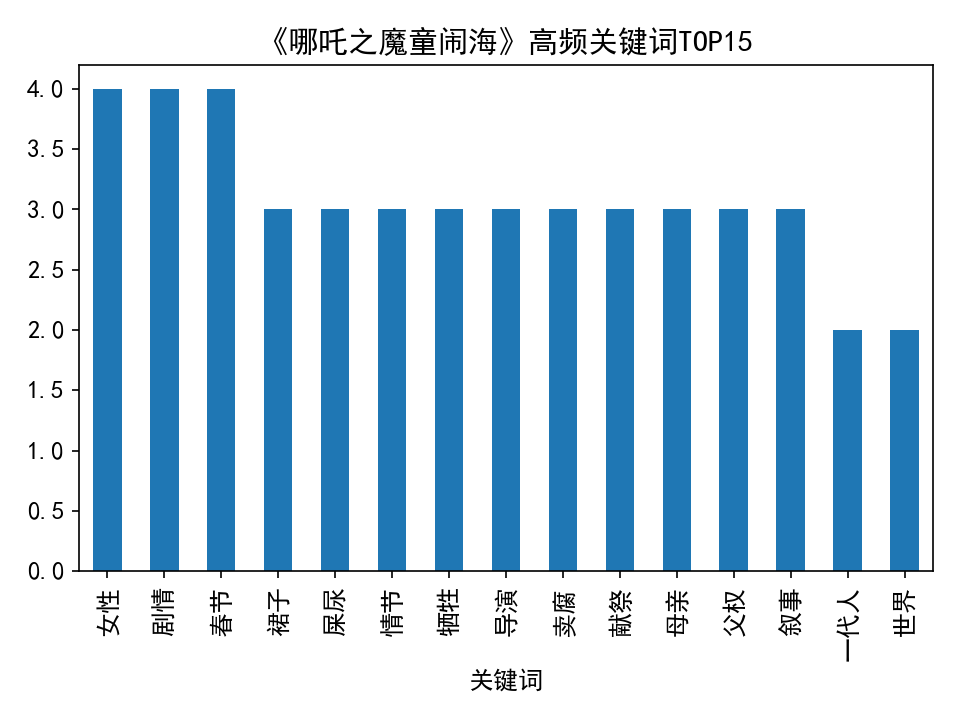 《哪吒之魔童闹海》高频关键词TOP15
4.0
3.5
3.0
2.5
2.0
1.5
1.0
0.5
0.0
女性
剧情
春节
裙子
屎尿
情节
牺牲
导演
卖腐
献祭
母亲
父权
叙事
一代人
世界
关键词